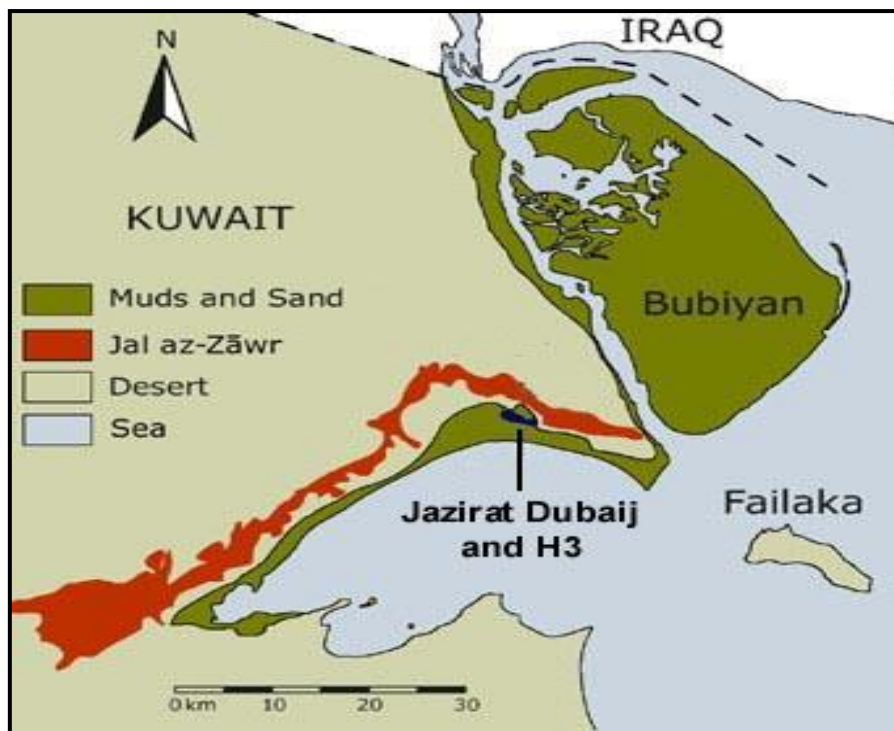 IRAQ
N
KUWAIT
Muds and Sand
Jal az-Zāwr
Desert
Sea
Bubiyan
Jazirat Dubaij
and H3
Failaka
0 km 10 20 30